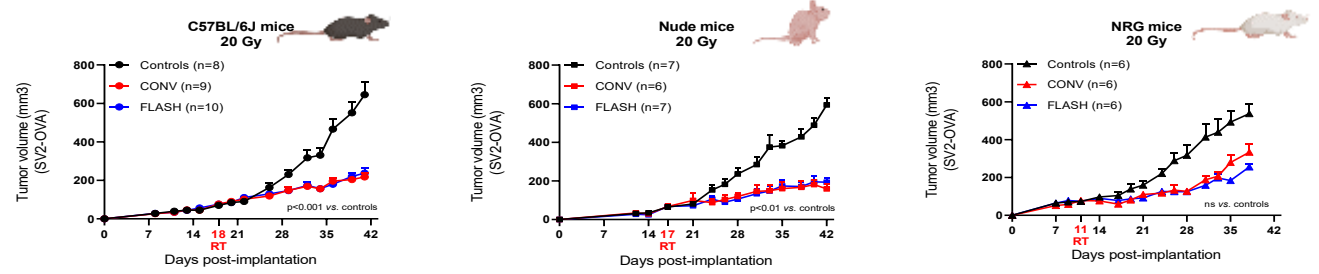 C57BL/6J mice
20 Gy
Tumor volume (mm3)
(SV2-OVA)
800
600
400
200
0
Controls (n=8)
CONV (n=9)
FLASH (n=10)
p<0.001 vs. controls
0 7 14 18 21 28 35 42
RT
Days post-implantation
Nude mice
20 Gy
Tumor volume (mm3)
(SV2-OVA)
800
600
400
200
0
Controls (n=7)
CONV (n=6)
FLASH (n=7)
p<0.01 vs. controls
0 7 14 17 21 28 35 42
RT
Days post-implantation
NRG mice
20 Gy
Tumor volume (mm3)
(SV2-OVA)
800
600
400
200
0
Controls (n=6)
CONV (n=6)
FLASH (n=6)
ns vs. controls
0 7 11 14 21 28 35 42
RT
Days post-implantation